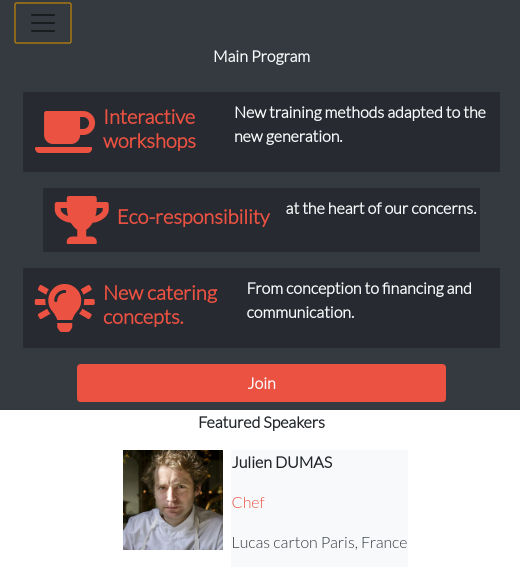 Main Program
Interactive
workshops
New training methods adapted to the
new generation.
Eco-responsibility
at the heart of our concerns.
New catering
concepts.
From conception to financing and
communication.
Join
Featured Speakers
Julien DUMAS
Chef
Lucas carton Paris, France